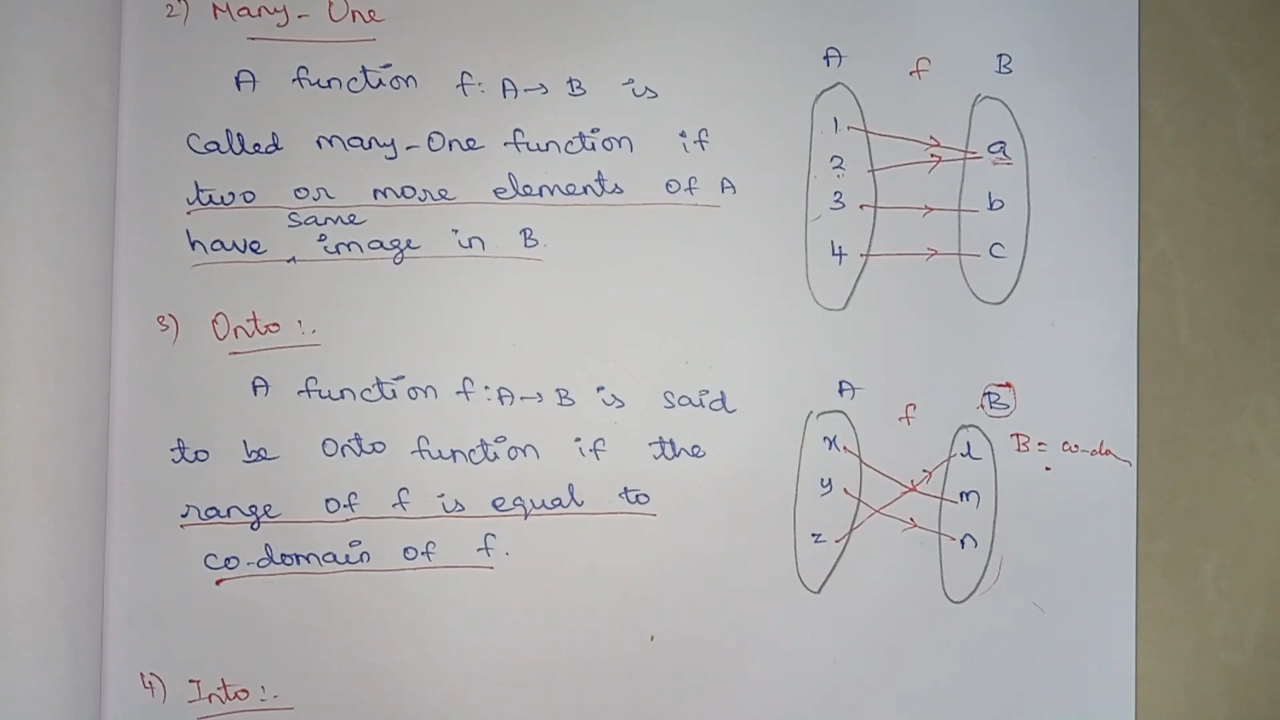 2) Many-One
A function f: A→ B is
called many-One function if
two or more elements of A
same
have ‸ image in B.
A f B
1 a
2
3 b
4 c
3) Onto :.
A function f: A→ B is said
to be Onto function if the
range of f is equal to
co-domain of f.
A f B
B = co-do
x l
y m
z n
4) Into :.